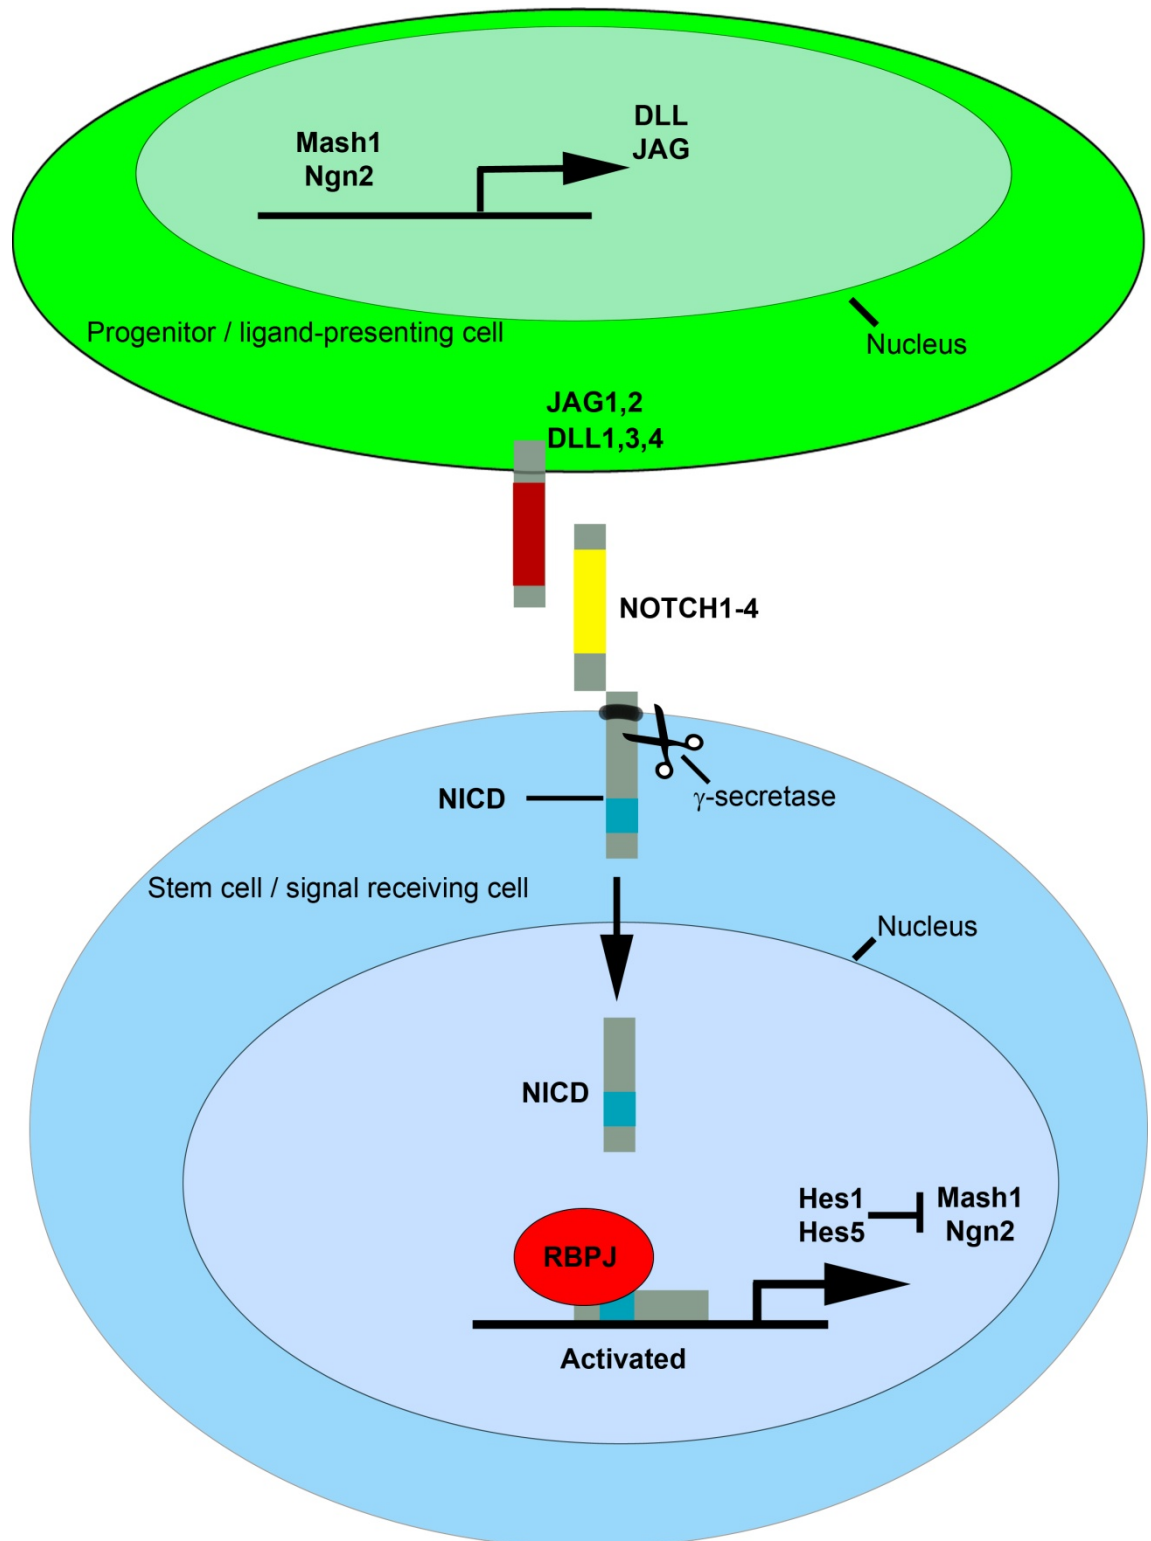 DLL
JAG
Mash1
Ngn2
Progenitor / ligand-presenting cell
Nucleus
JAG1,2
DLL1,3,4
NOTCH1-4
γ-secretase
NICD
Stem cell / signal receiving cell
Nucleus
NICD
Hes1
Hes5
Mash1
Ngn2
RBPJ
Activated